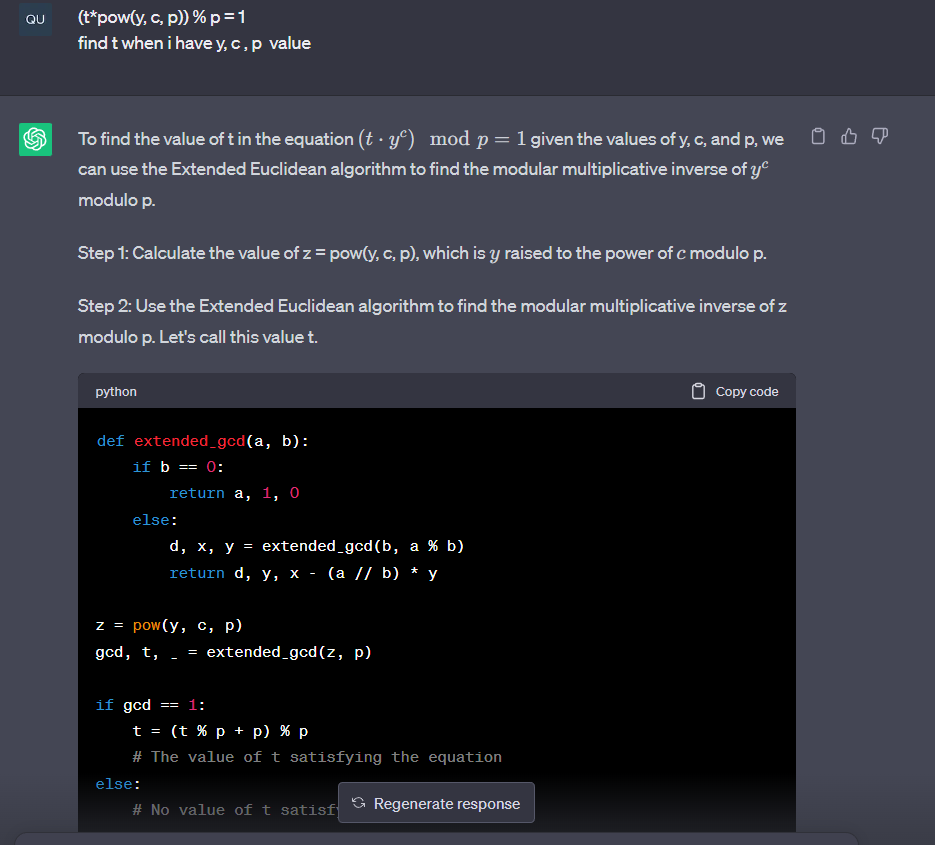 QU
(t*pow(y, c, p)) % p = 1
find t when i have y, c , p  value
To find the value of t in the equation (t · y^c) mod p = 1 given the values of y, c, and p, we
can use the Extended Euclidean algorithm to find the modular multiplicative inverse of y^c
modulo p.
Step 1: Calculate the value of z = pow(y, c, p), which is y raised to the power of c modulo p.
Step 2: Use the Extended Euclidean algorithm to find the modular multiplicative inverse of z
modulo p. Let's call this value t.
python
Copy code
def extended_gcd(a, b):
    if b == 0:
        return a, 1, 0
    else:
        d, x, y = extended_gcd(b, a % b)
        return d, y, x - (a // b) * y
z = pow(y, c, p)
gcd, t, _ = extended_gcd(z, p)
if gcd == 1:
    t = (t % p + p) % p
    # The value of t satisfying the equation
else:
    # No value of t
Regenerate response